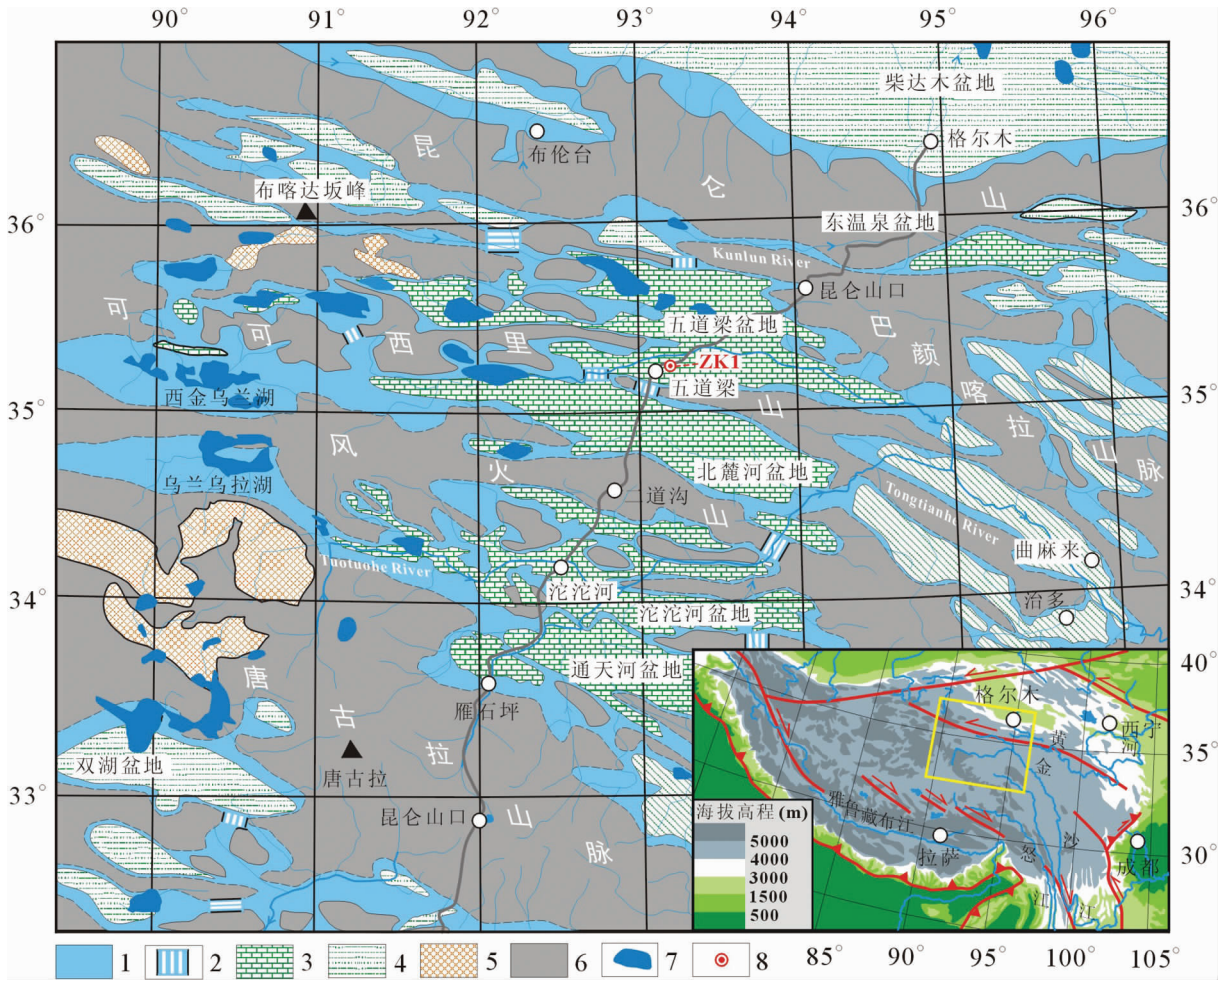 90° 91° 92° 93° 94° 95° 96°
柴达木盆地
格尔木
昆
布伦台
仑
山
布喀达坂峰
36°
36°
东温泉盆地
Kunlun River
昆仑山口
可
可
西
里
五道梁盆地
巴
颜
喀
拉
山
脉
ZK1
五道梁
西金乌兰湖
35°
35°
山
风
火
山
北麓河盆地
乌兰乌拉湖
二道沟
Tongtianhe River
曲麻来
Tuotuohe River
沱沱河
34°
34°
沱沱河盆地
治多
通天河盆地
唐
古
拉
山
脉
雁石坪
双湖盆地
唐古拉
33°
昆仑山口
40°
35°
30°
格尔木
西宁
黄
河
金
沙
江
雅鲁藏布江
拉萨
怒
江
成都
海拔高程(m)
5000
4000
3000
1500
500
1 2 3 4 5 6 7 8
85° 90° 95° 100° 105°